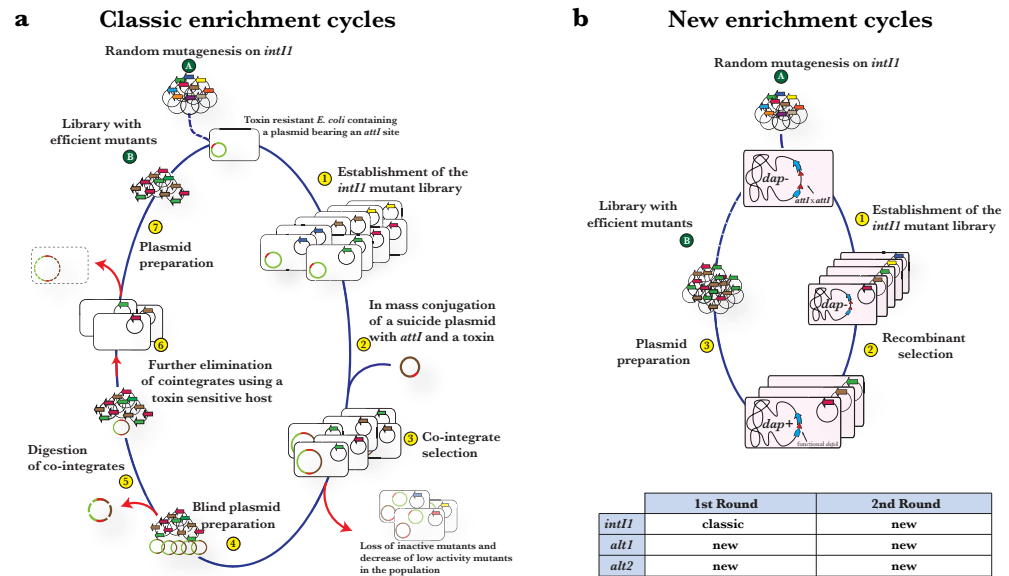 a
Classic enrichment cycles
Random mutagenesis on intI1
A
Toxin resistant E. coli containing
a plasmid bearing an attI site
Library with
efficient mutants
B
1
Establishment of the
intI1 mutant library
7
Plasmid
preparation
In mass conjugation
of a suicide plasmid
with attI and a toxin
2
6
Further elimination
of cointegrates using a
toxin sensitive host
3
Co-integrate
selection
Digestion
of co-integrates
5
Blind plasmid
preparation
4
Loss of inactive mutants and
decrease of low activity mutants
in the population
b
New enrichment cycles
Random mutagenesis on intI1
A
dap-
attI x attI
Library with
efficient mutants
B
1
Establishment of the
intI1 mutant library
dap-
2
Recombinant
selection
Plasmid
preparation
3
dap+
functional dapA
1st Round 2nd Round
intI1 classic new
alt1 new new
alt2 new new